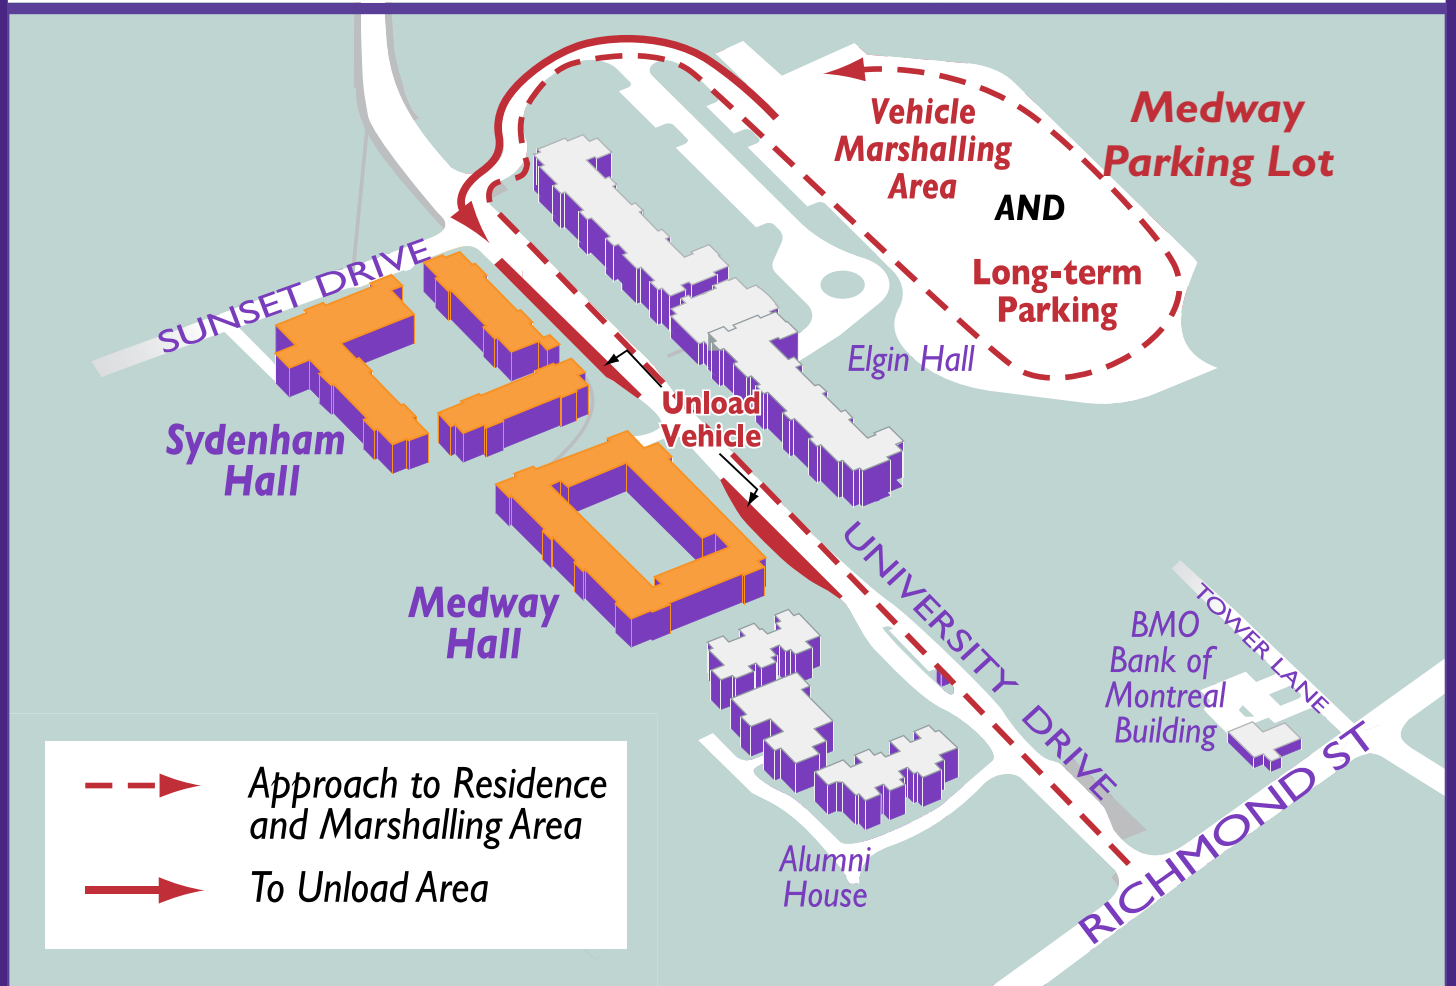 Medway
Parking Lot
Vehicle
Marshalling
Area
AND
Long-term
Parking
SUNSET DRIVE
Elgin Hall
Unload
Vehicle
Sydenham
Hall
Medway
Hall
UNIVERSITY DRIVE
TOWER LANE
BMO
Bank of
Montreal
Building
RICHMOND ST
Alumni
House
Approach to Residence
and Marshalling Area
To Unload Area